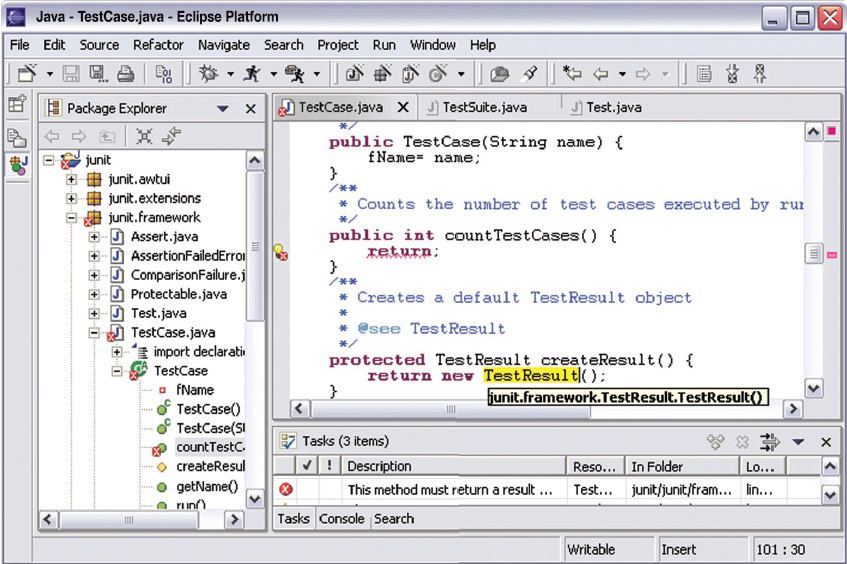 Java - TestCase.java - Eclipse Platform
File Edit Source Refactor Navigate Search Project Run Window Help
Package Explorer
junit
junit.awtui
junit.extensions
junit.framework
Assert.java
AssertionFailedError
ComparisonFailure.j
Protectable.java
Test.java
TestCase.java
import declarati
TestCase
fName
TestCase()
TestCase(St
countTestC
createResul
getName()
run()
TestCase.java TestSuite.java Test.java
*/
public TestCase(String name) {
fName= name;
}
/**
* Counts the number of test cases executed by run
*/
public int countTestCases() {
return;
}
/**
* Creates a default TestResult object
*
* @see TestResult
*/
protected TestResult createResult() {
return new TestResult();
}
junit.framework.TestResult.TestResult()
Tasks (3 items)
! Description Reso... In Folder Lo...
This method must return a result ... Test... junit/junit/fram... lin...
Tasks Console Search
Writable Insert 101 : 30